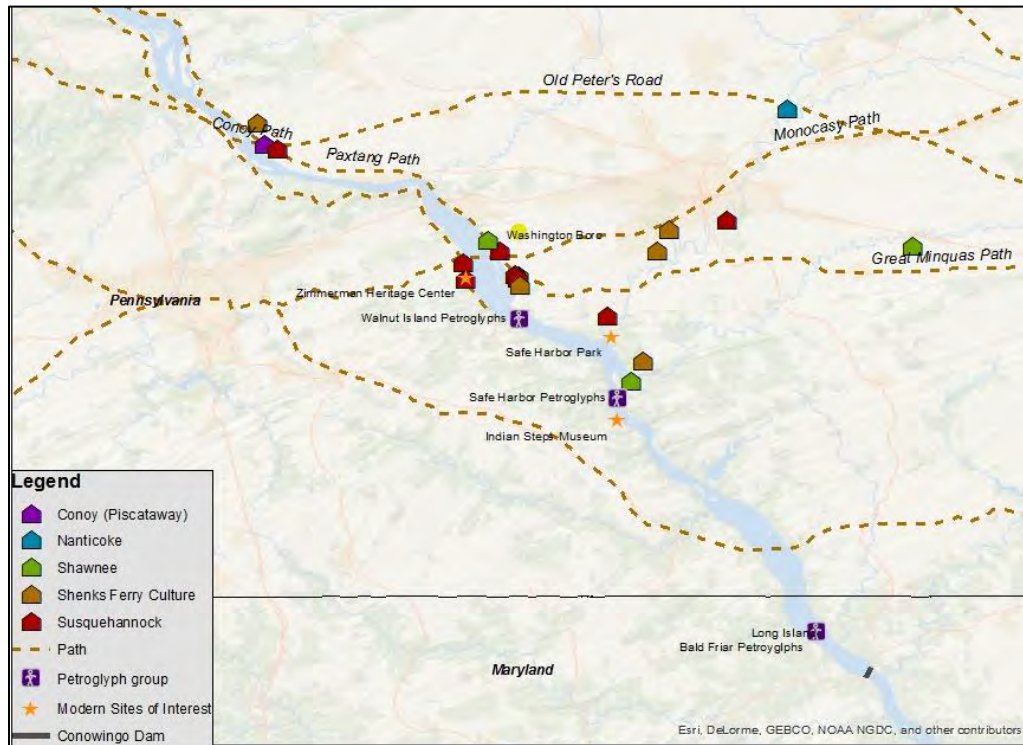 Old Peter's Road
Conoy Path
Monocasy Path
Paxtang Path
Washington Boro
Great Minquas Path
Zimmerman Heritage Center
Pennsylvania
Walnut Island Petroglyphs
Safe Harbor Park
Safe Harbor Petroglyphs
Indian Steps Museum
Legend
Conoy (Piscataway)
Nanticoke
Shawnee
Shenks Ferry Culture
Susquehannock
Path
Petroglyph group
Modern Sites of Interest
Conowingo Dam
Long Island
Bald Friar Petroyglphs
Maryland
Esri, DeLorme, GEBCO, NOAA NGDC, and other contributors